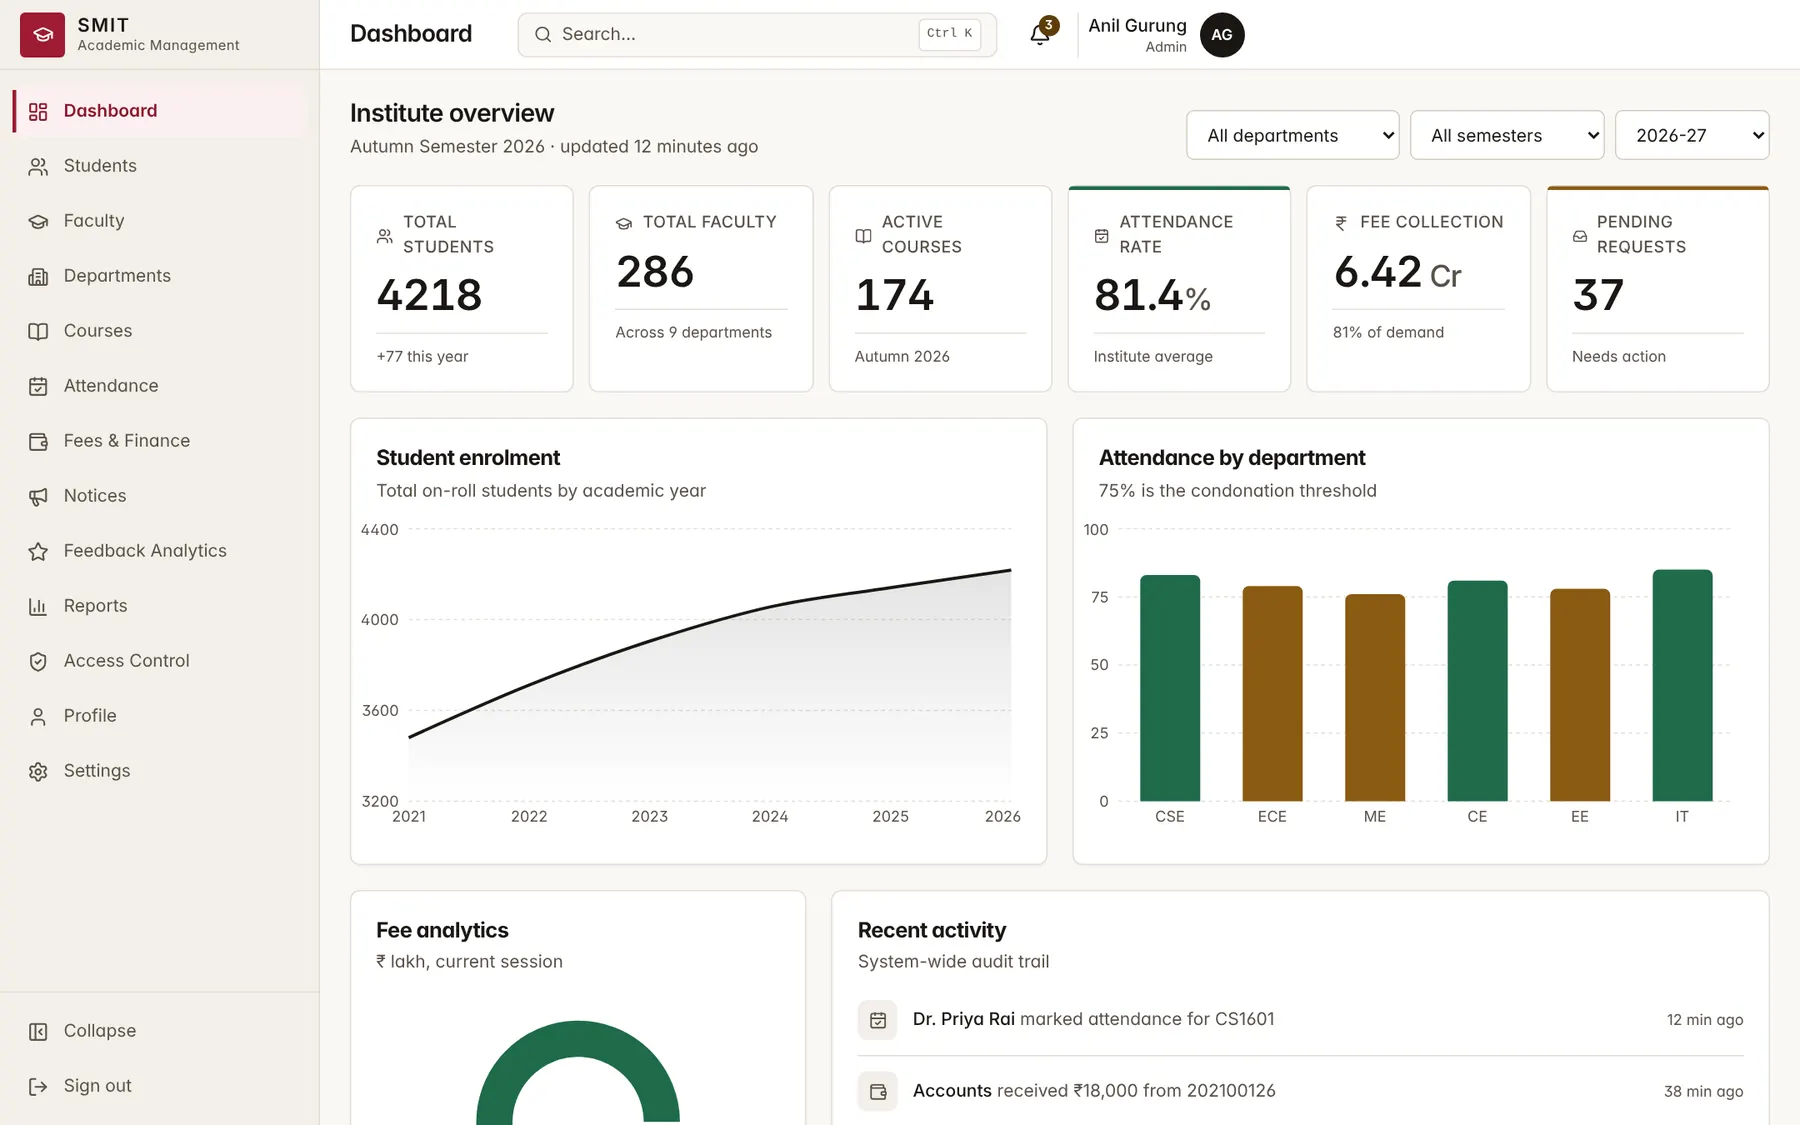 SMIT
Academic Management
Dashboard
Search...
Ctrl K
3
Anil Gurung
Admin
AG
Dashboard
Students
Faculty
Departments
Courses
Attendance
Fees & Finance
Notices
Feedback Analytics
Reports
Access Control
Profile
Settings
Collapse
Sign out
Institute overview
Autumn Semester 2026 · updated 12 minutes ago
All departments
All semesters
2026-27
TOTAL
STUDENTS
4218
+77 this year
TOTAL FACULTY
286
Across 9 departments
ACTIVE
COURSES
174
Autumn 2026
ATTENDANCE
RATE
81.4%
Institute average
₹ FEE COLLECTION
6.42 Cr
81% of demand
PENDING
REQUESTS
37
Needs action
Student enrolment
Total on-roll students by academic year
4400
4000
3600
3200
2021 2022 2023 2024 2025 2026
Attendance by department
75% is the condonation threshold
100
75
50
25
0
CSE ECE ME CE EE IT
Fee analytics
₹ lakh, current session
Recent activity
System-wide audit trail
Dr. Priya Rai marked attendance for CS1601
12 min ago
Accounts received ₹18,000 from 202100126
38 min ago